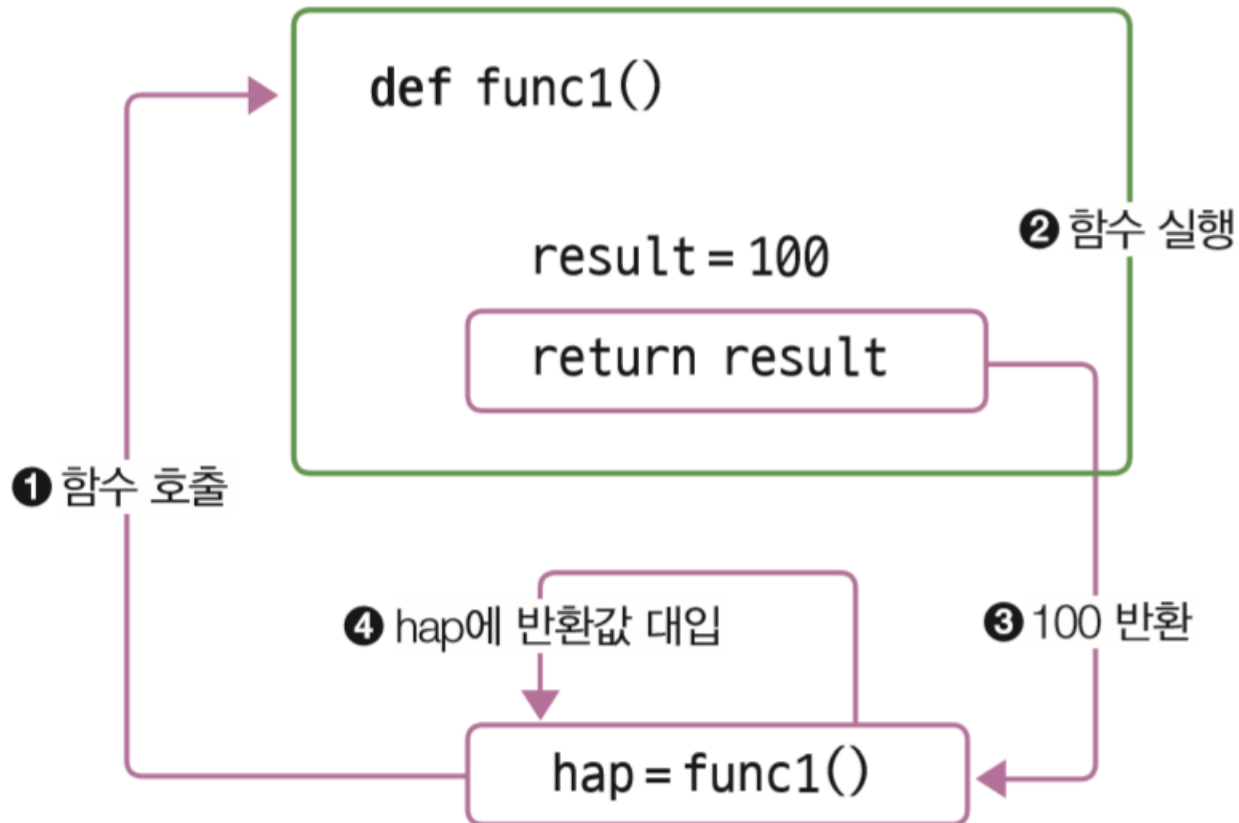 def func1()
❷ 함수 실행
result = 100
return result
❶ 함수 호출
❹ hap에 반환값 대입
❸ 100 반환
hap = func1()